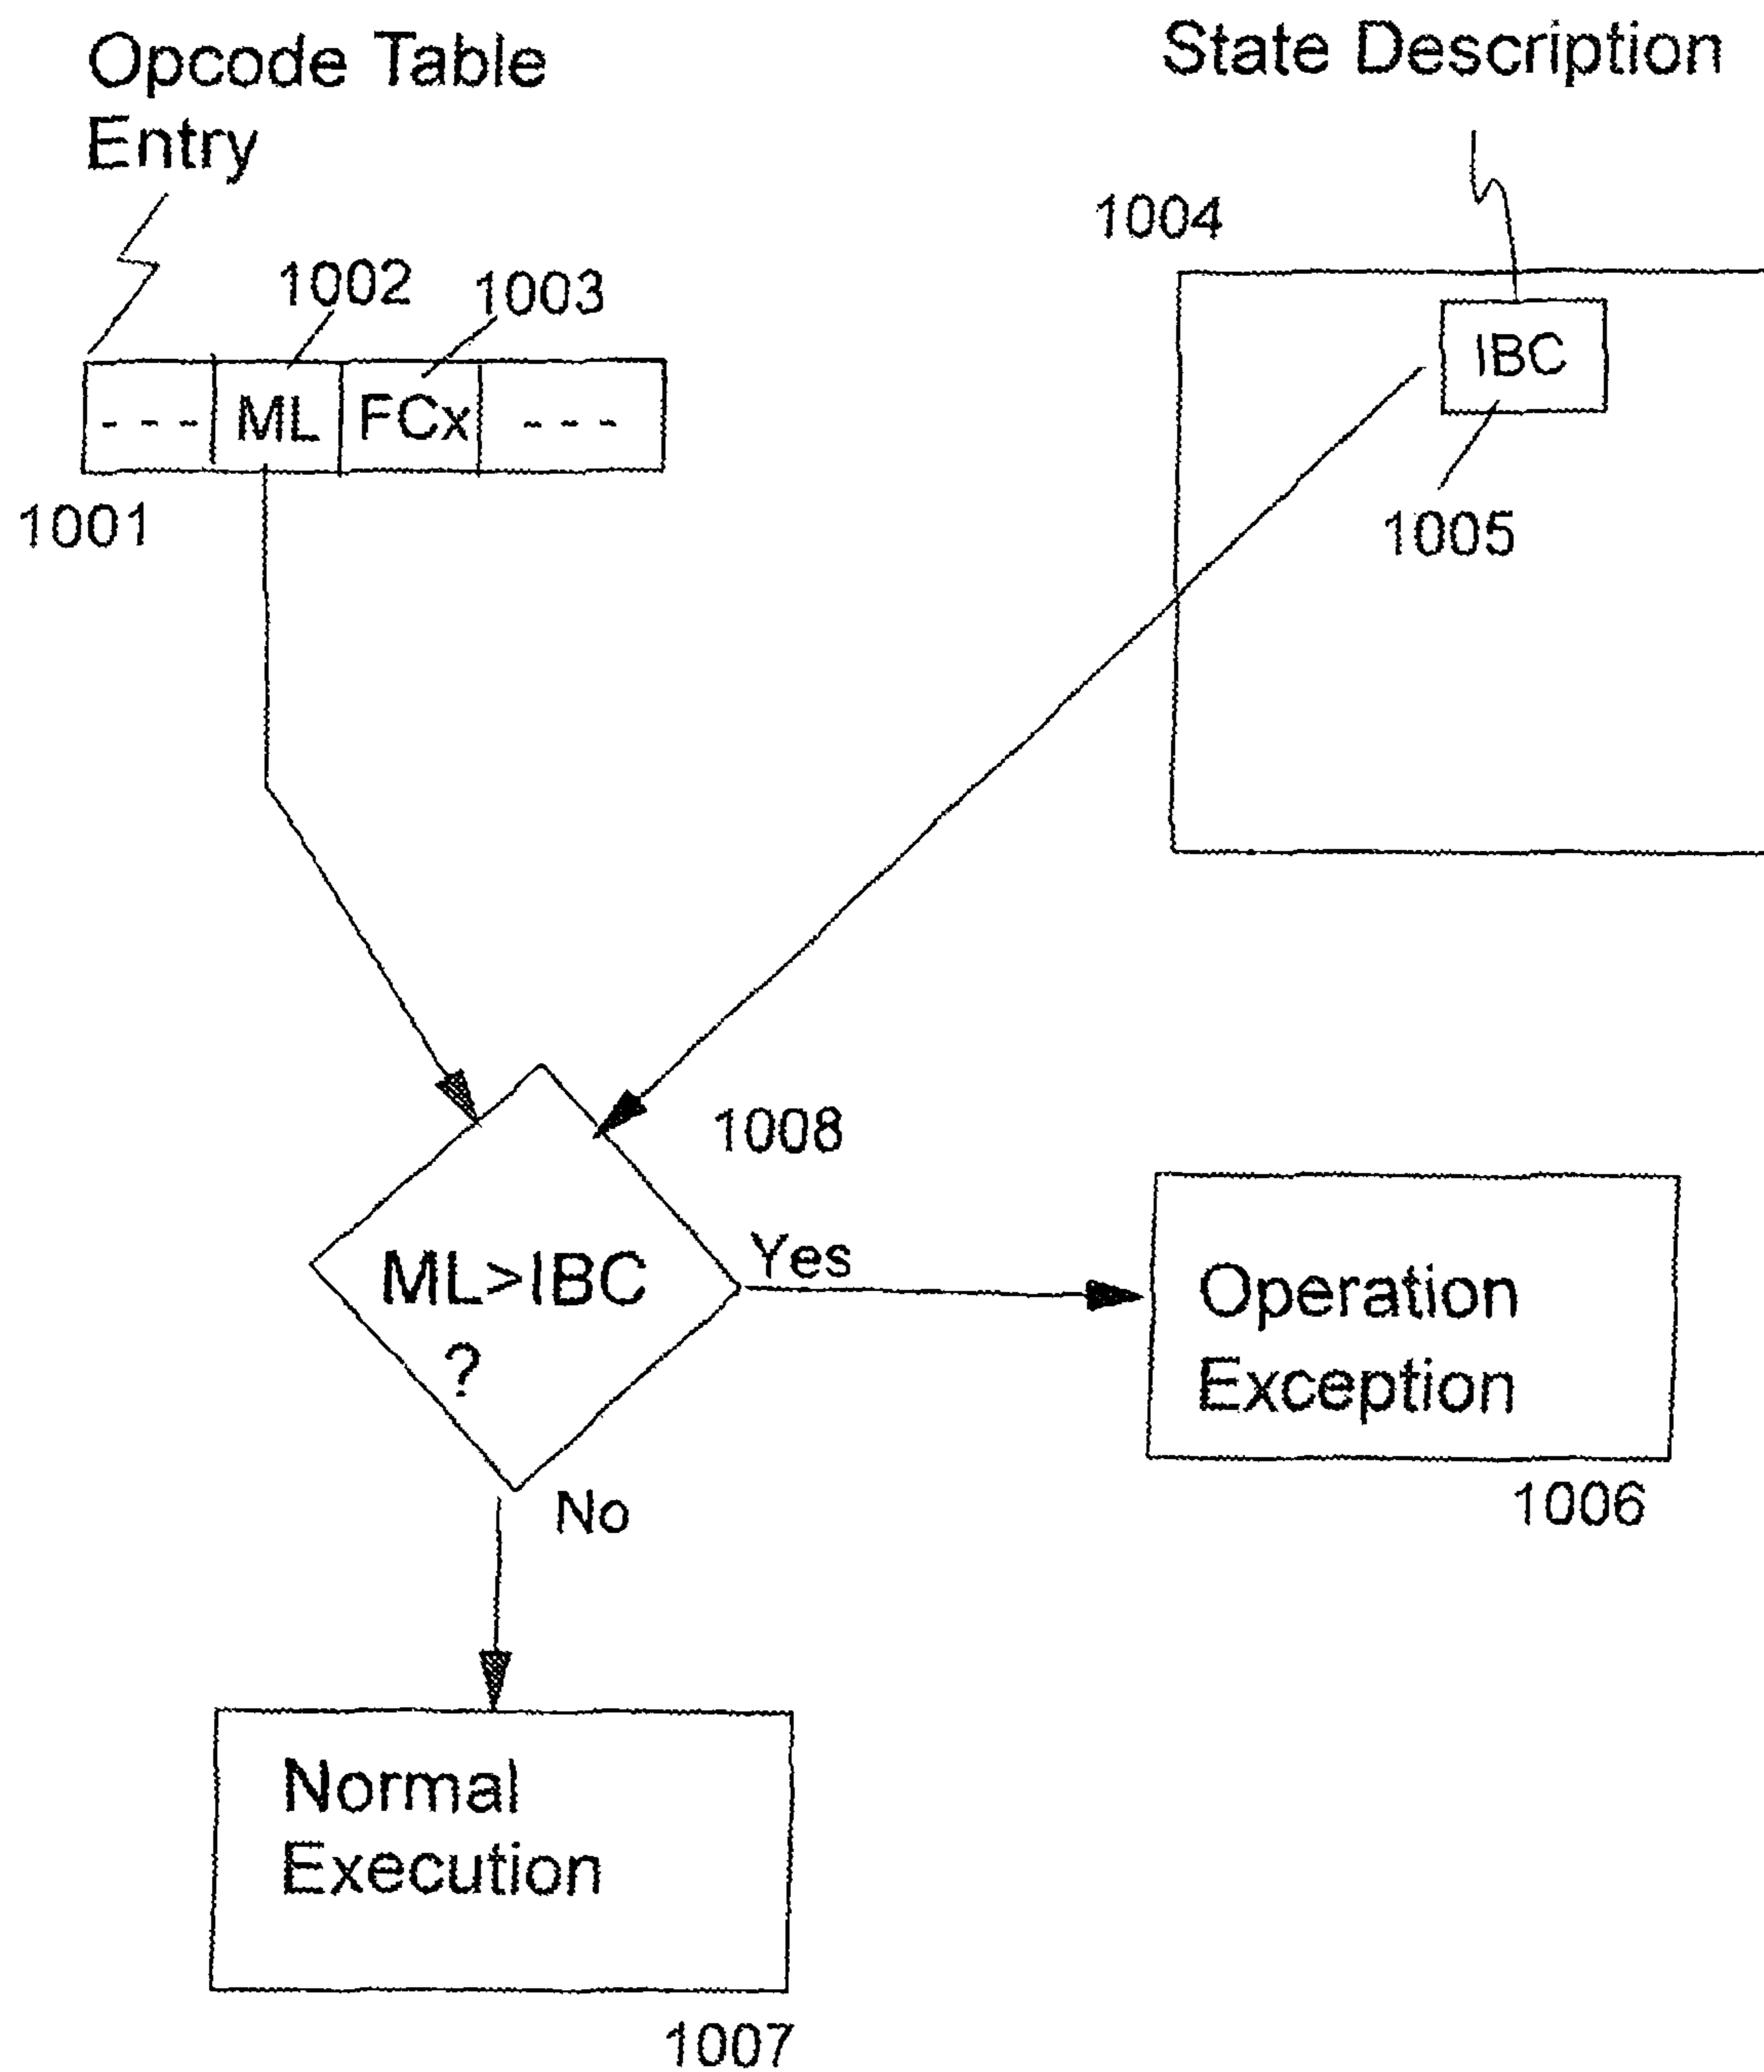 Opcode Table
Entry
State Description
1004
1002
1003
IBC
- - - ML FCx - - -
1001
1005
1008
ML>IBC
?
Yes
Operation
Exception
1006
No
Normal
Execution
1007